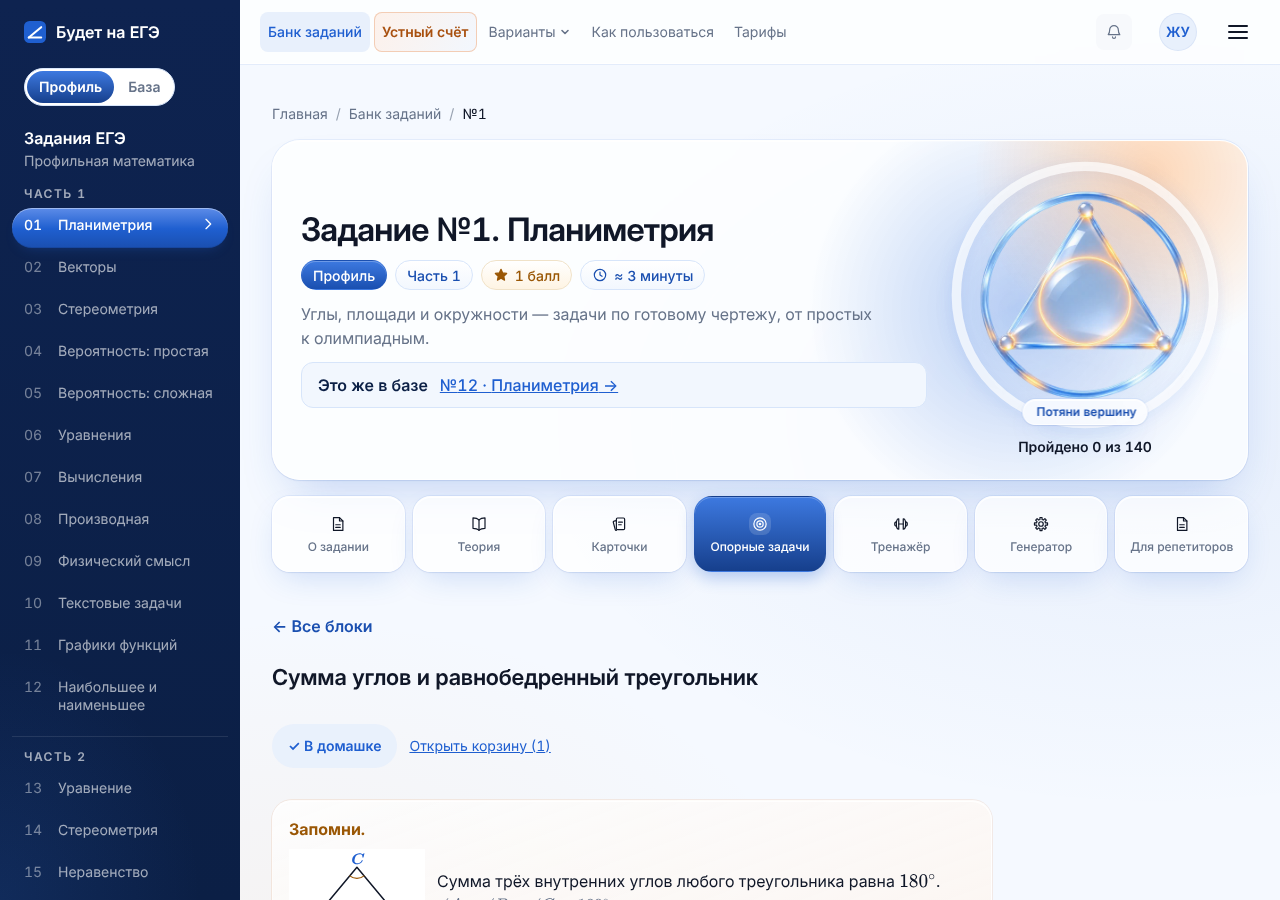 Будет на ЕГЭ
Профиль База
Задания ЕГЭ
Профильная математика
ЧАСТЬ 1
01 Планиметрия
02 Векторы
03 Стереометрия
04 Вероятность: простая
05 Вероятность: сложная
06 Уравнения
07 Вычисления
08 Производная
09 Физический смысл
10 Текстовые задачи
11 Графики функций
12 Наибольшее и
наименьшее
ЧАСТЬ 2
13 Уравнение
14 Стереометрия
15 Неравенство
Банк заданий Устный счёт Варианты Как пользоваться Тарифы ЖУ
Главная / Банк заданий / №1
Задание №1. Планиметрия
Профиль Часть 1 1 балл ≈ 3 минуты
Углы, площади и окружности — задачи по готовому чертежу, от простых
к олимпиадным.
Это же в базе №12 · Планиметрия →
Потяни вершину
Пройдено 0 из 140
О задании Теория Карточки Опорные задачи Тренажёр Генератор Для репетиторов
← Все блоки
Сумма углов и равнобедренный треугольник
✓ В домашке Открыть корзину (1)
Запомни.
C
Сумма трёх внутренних углов любого треугольника равна 180°.